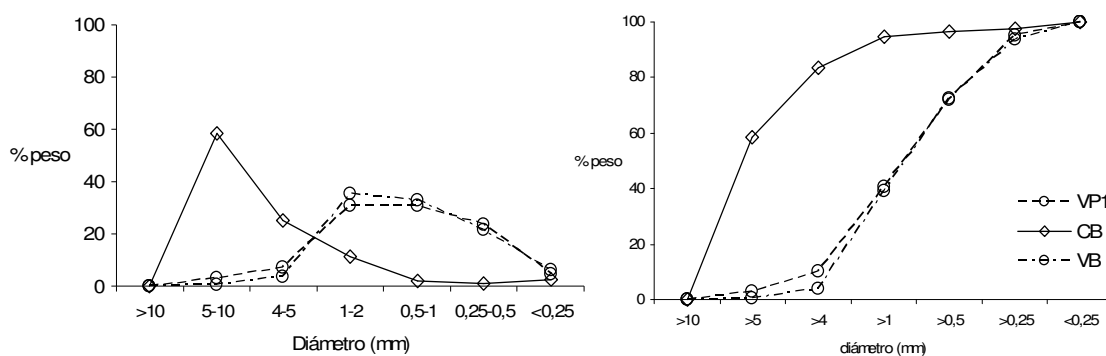 100
80
60
% peso
40
20
0
>10 5-10 4-5 1-2 0,5-1 0,25-0,5 <0,25
Diámetro (mm)
100
80
60
% peso
40
20
0
>10 >5 >4 >1 >0,5 >0,25 <0,25
diámetro (mm)
VP1
CB
VB